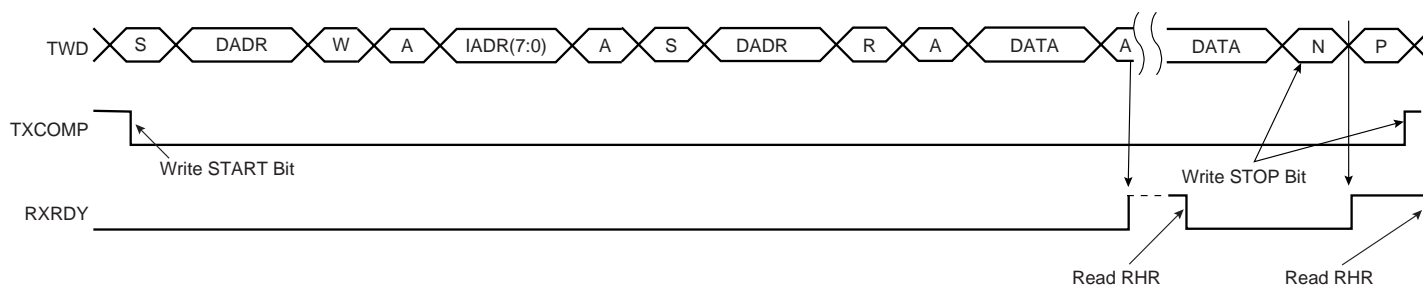 TWD S DADR W A IADR(7:0) A S DADR R A DATA A DATA N P
TXCOMP
Write START Bit
Write STOP Bit
RXRDY
Read RHR Read RHR